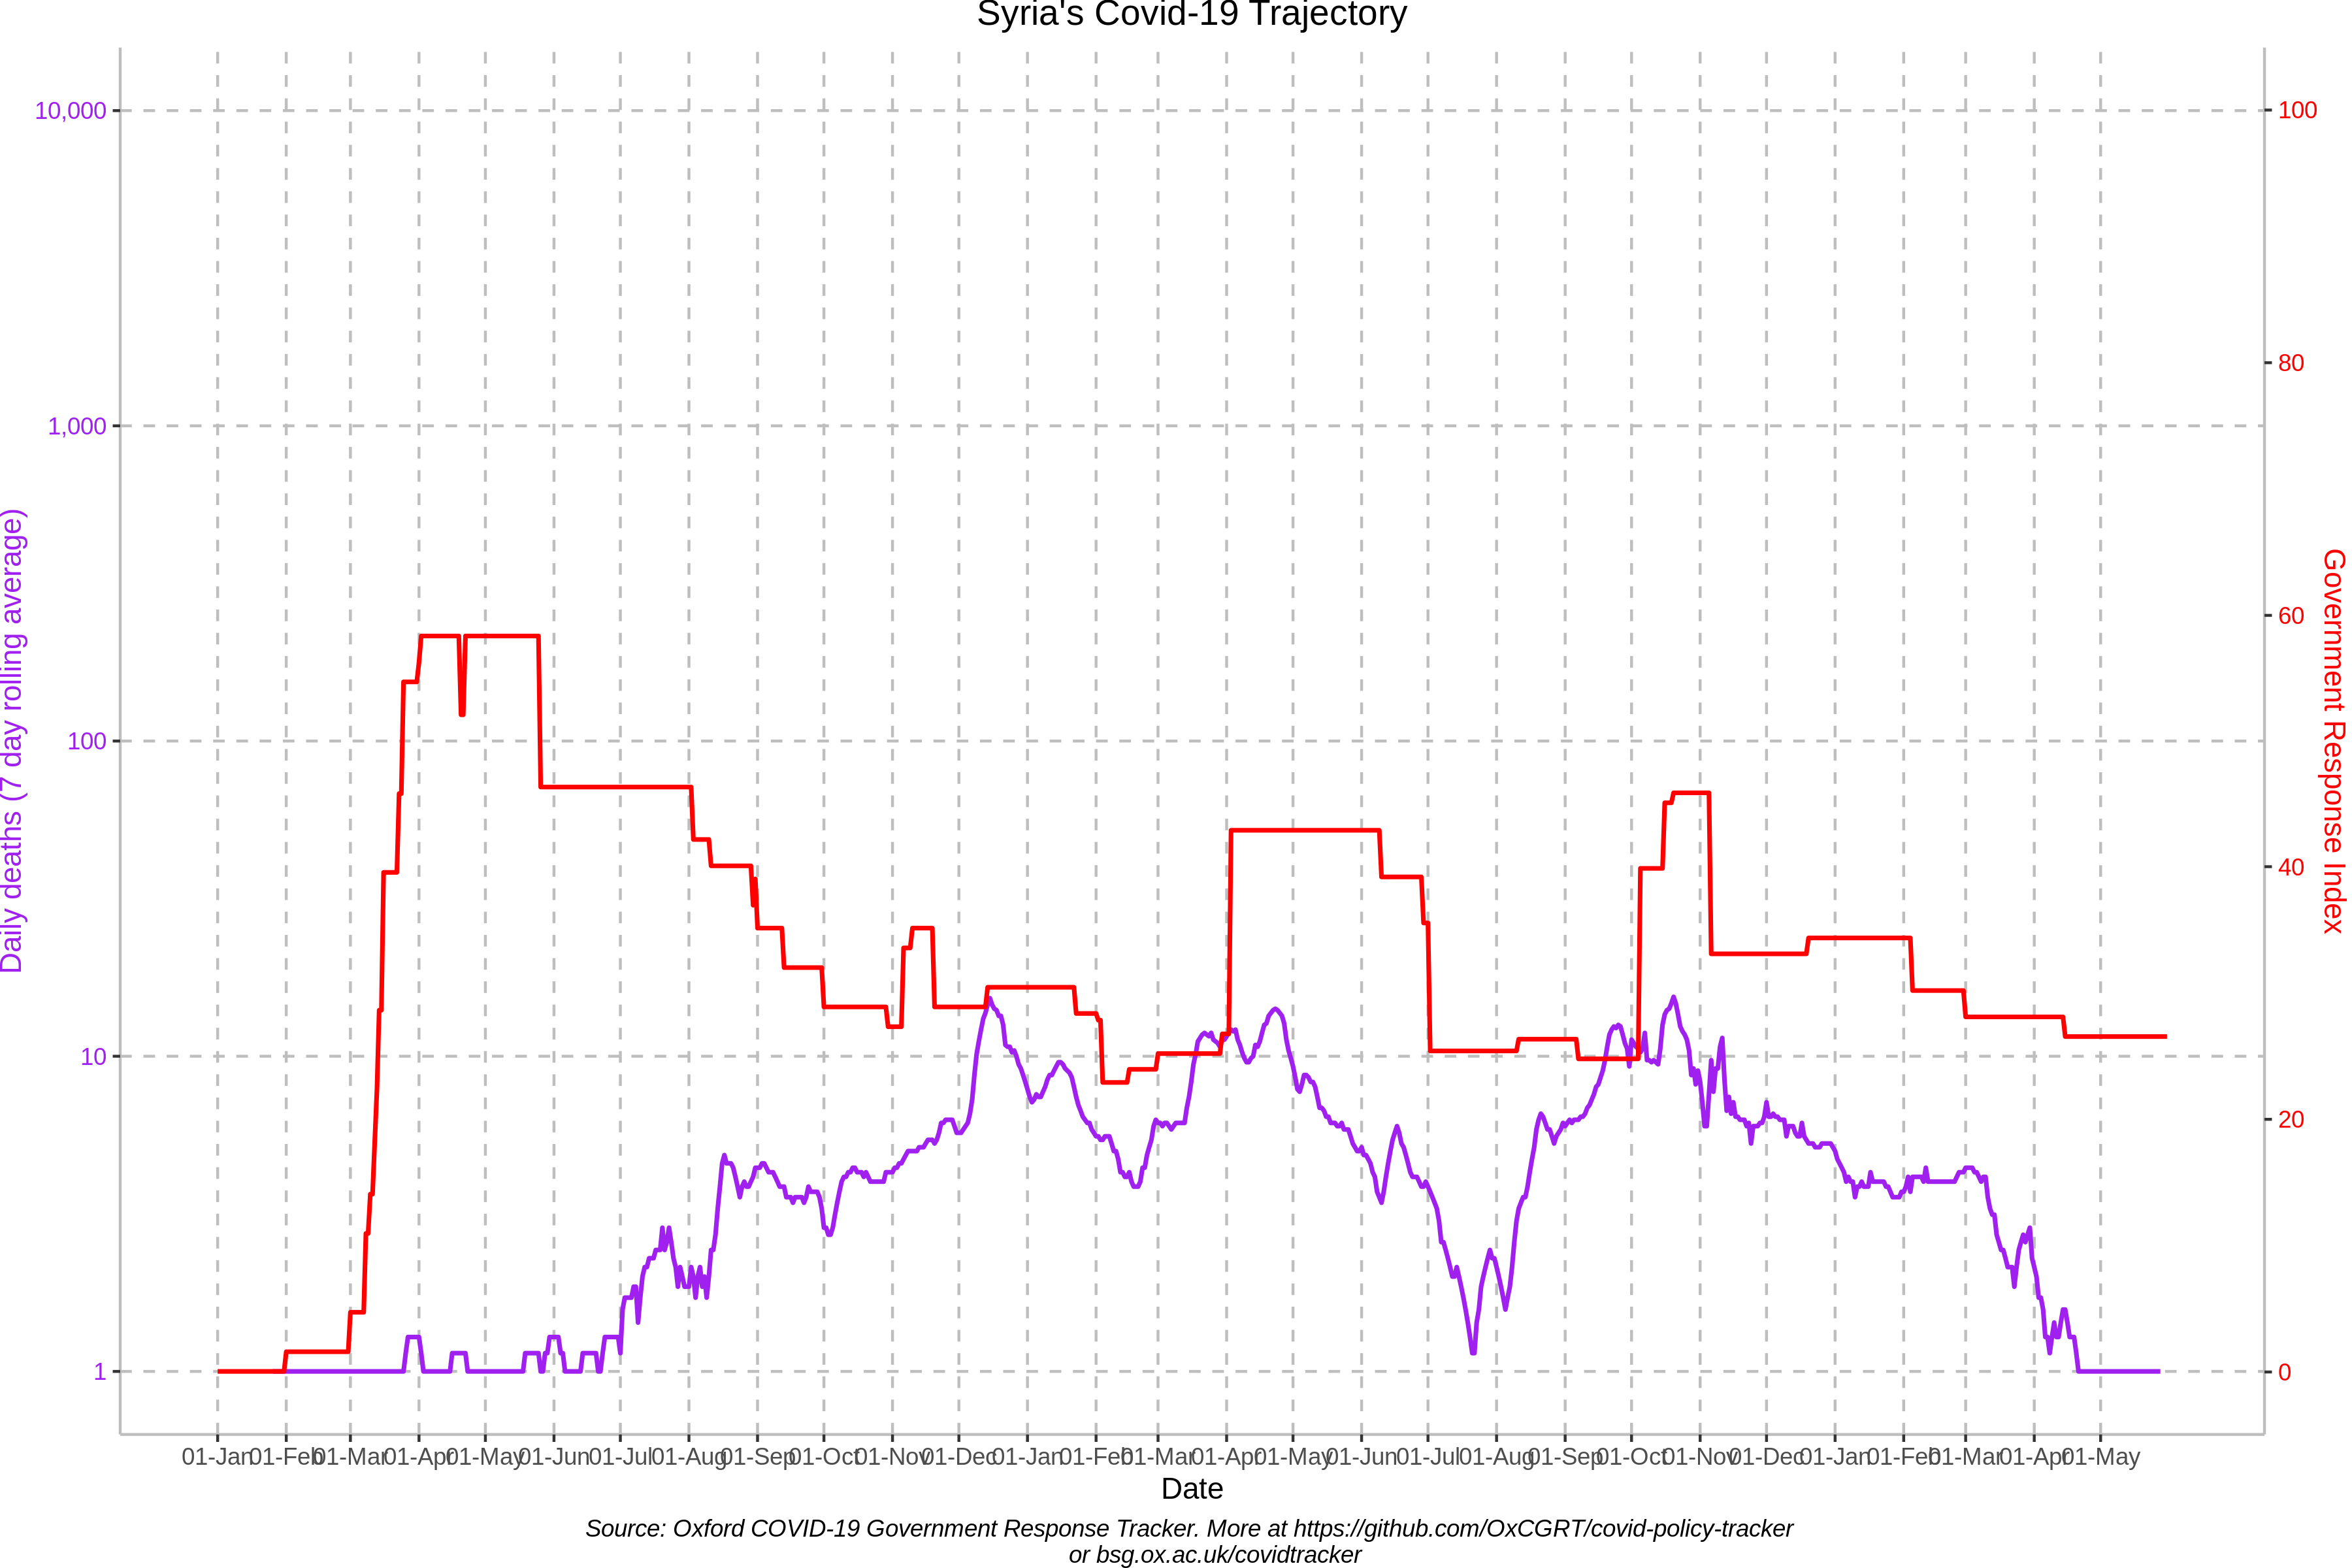 Syria's Covid-19 Trajectory
10,000
1,000
100
10
1
Daily deaths (7 day rolling average)
100
80
60
40
20
0
Government Response Index
01-Jan 01-Feb 01-Mar 01-Apr 01-May 01-Jun 01-Jul 01-Aug 01-Sep 01-Oct 01-Nov 01-Dec 01-Jan 01-Feb 01-Mar 01-Apr 01-May 01-Jun 01-Jul 01-Aug 01-Sep 01-Oct 01-Nov 01-Dec 01-Jan 01-Feb 01-Mar 01-Apr 01-May
Date
Source: Oxford COVID-19 Government Response Tracker. More at https://github.com/OxCGRT/covid-policy-tracker
or bsg.ox.ac.uk/covidtracker